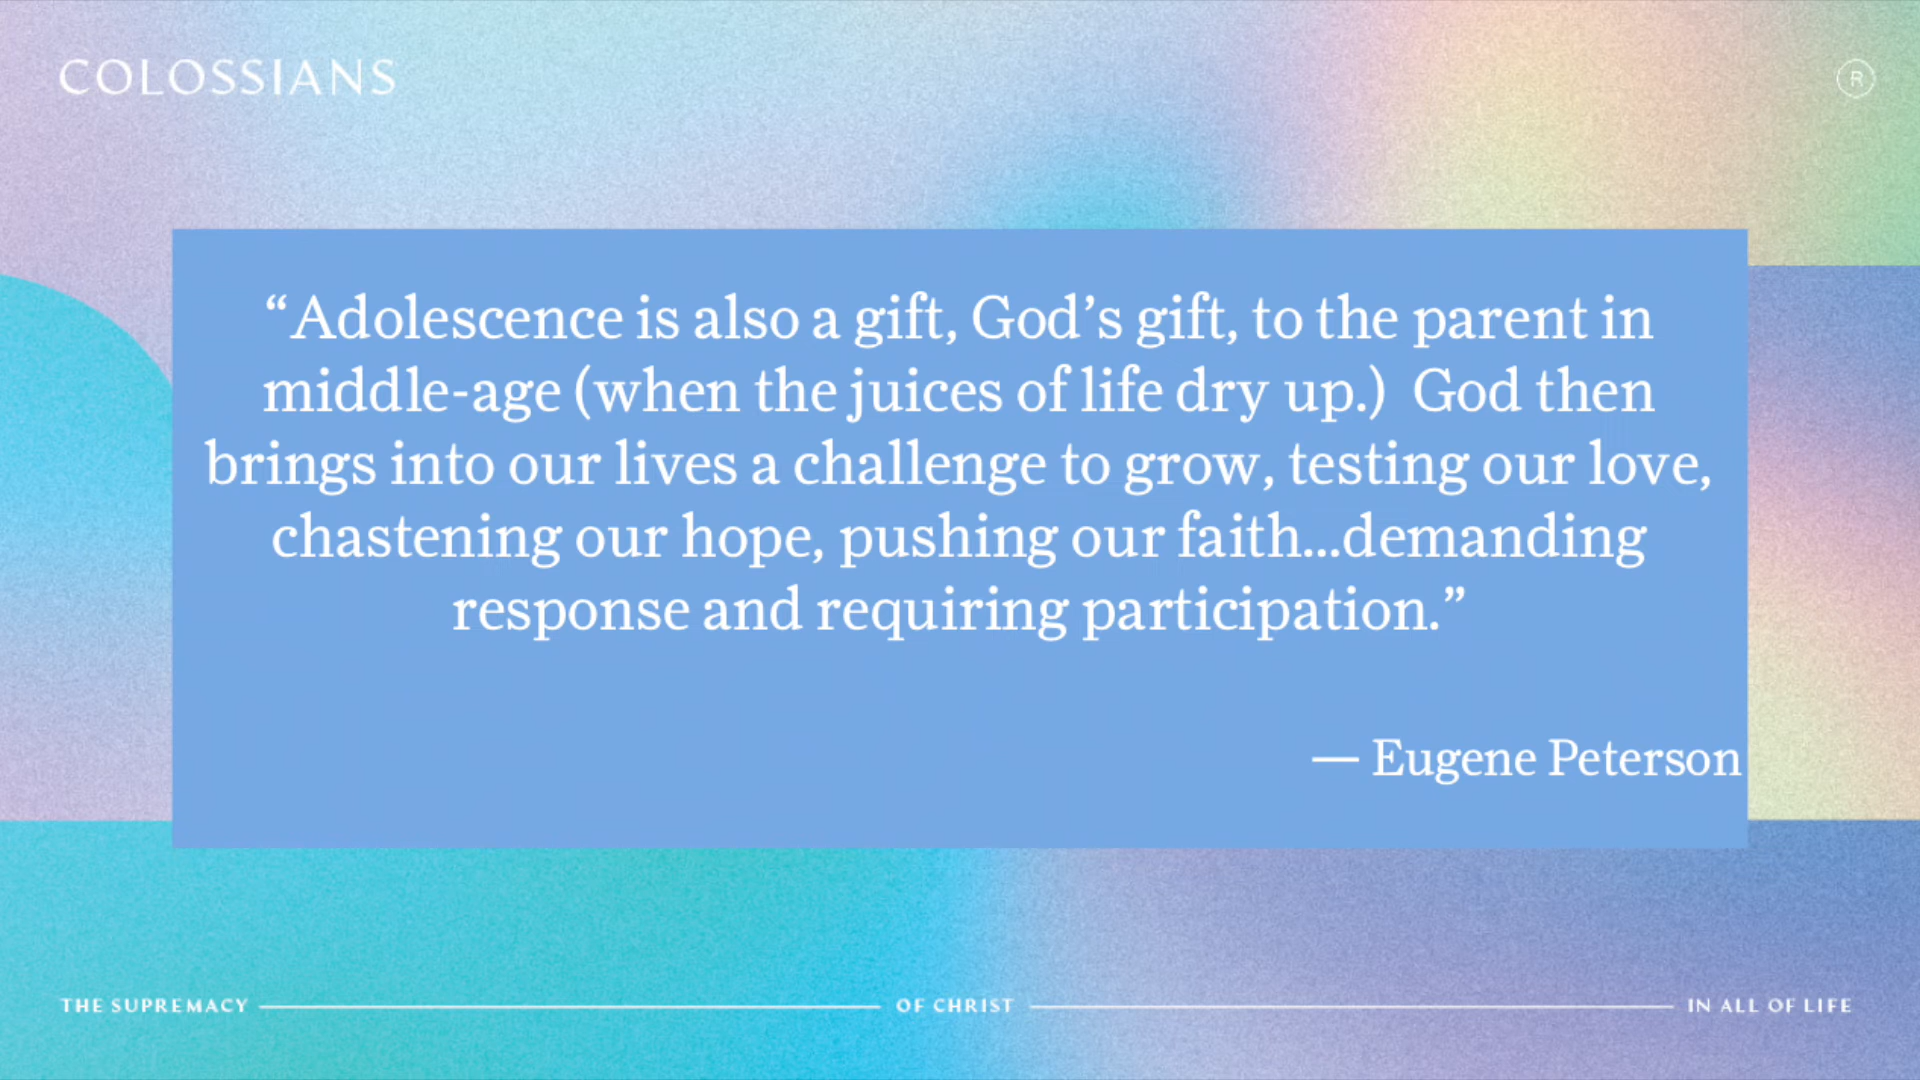 COLOSSIANS
R
“Adolescence is also a gift, God’s gift, to the parent in
middle-age (when the juices of life dry up.)  God then
brings into our lives a challenge to grow, testing our love,
chastening our hope, pushing our faith...demanding
response and requiring participation.”
— Eugene Peterson
THE SUPREMACY OF CHRIST IN ALL OF LIFE